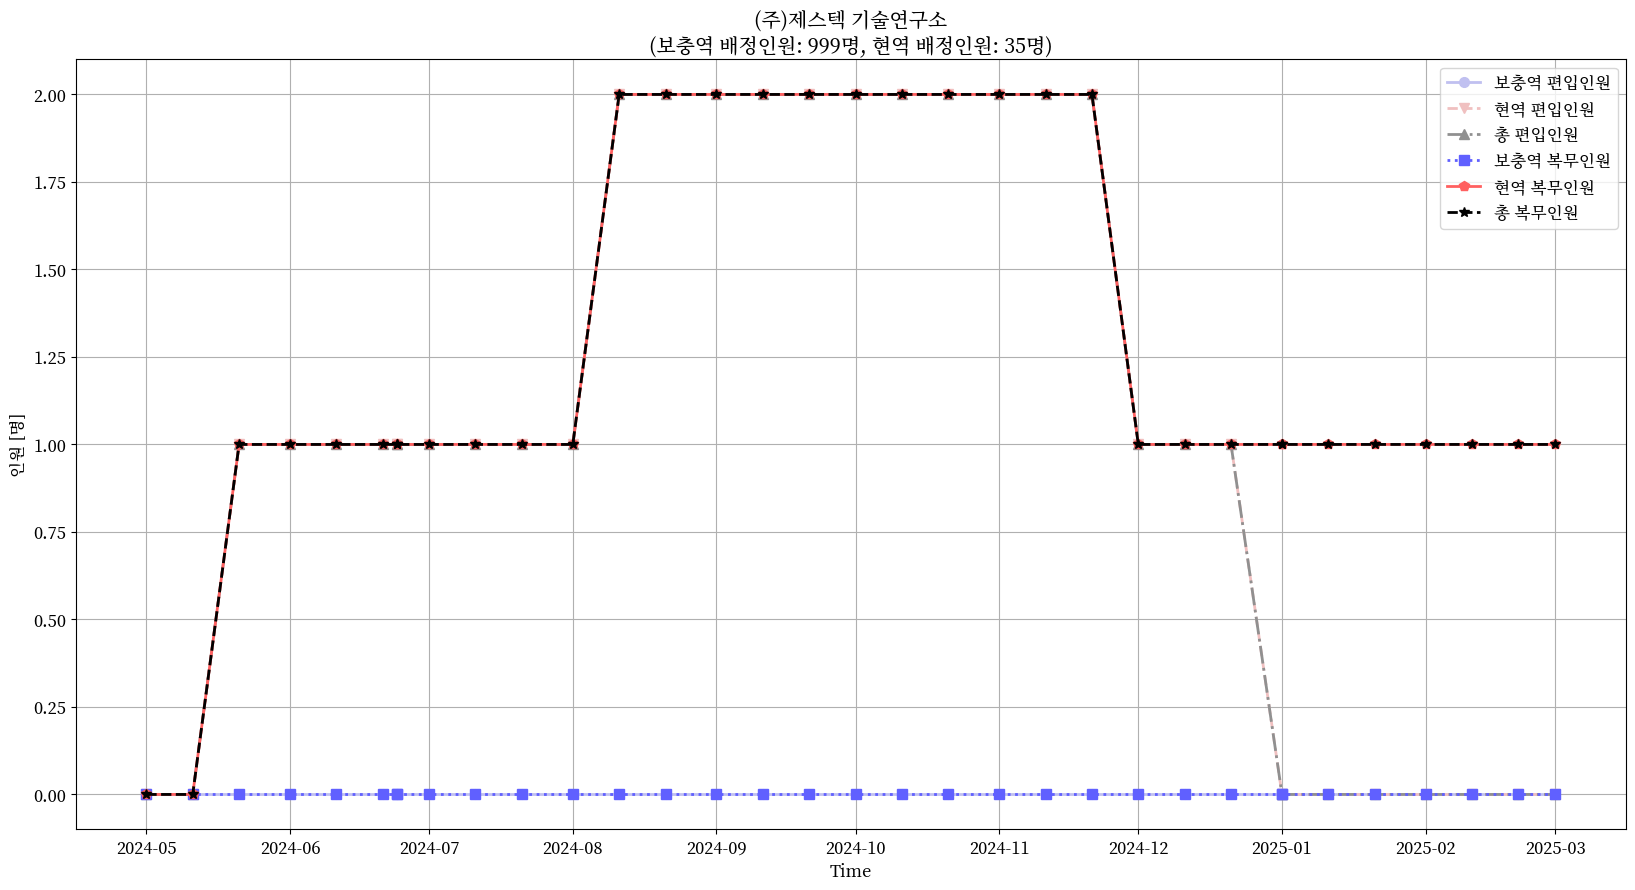 (주)제스텍 기술연구소
(보충역 배정인원: 999명, 현역 배정인원: 35명)
보충역 편입인원
현역 편입인원
총 편입인원
보충역 복무인원
현역 복무인원
총 복무인원
인원 [명]
2.00
1.75
1.50
1.25
1.00
0.75
0.50
0.25
0.00
2024-05 2024-06 2024-07 2024-08 2024-09 2024-10 2024-11 2024-12 2025-01 2025-02 2025-03
Time